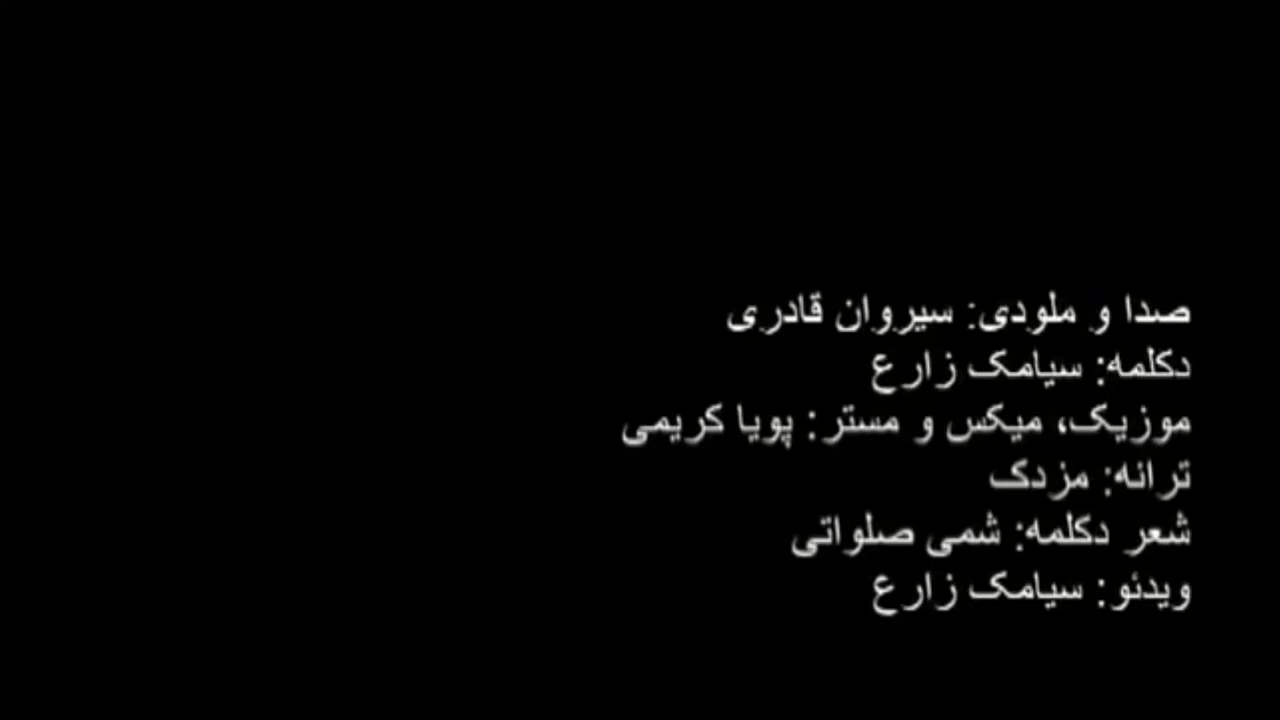 صدا و ملودی: سیروان قادری
دکلمه: سیامک زارع
موزیک، میکس و مستر: پویا کریمی
ترانه: مزدک
شعر دکلمه: شمی صلواتی
ویدئو: سیامک زارع